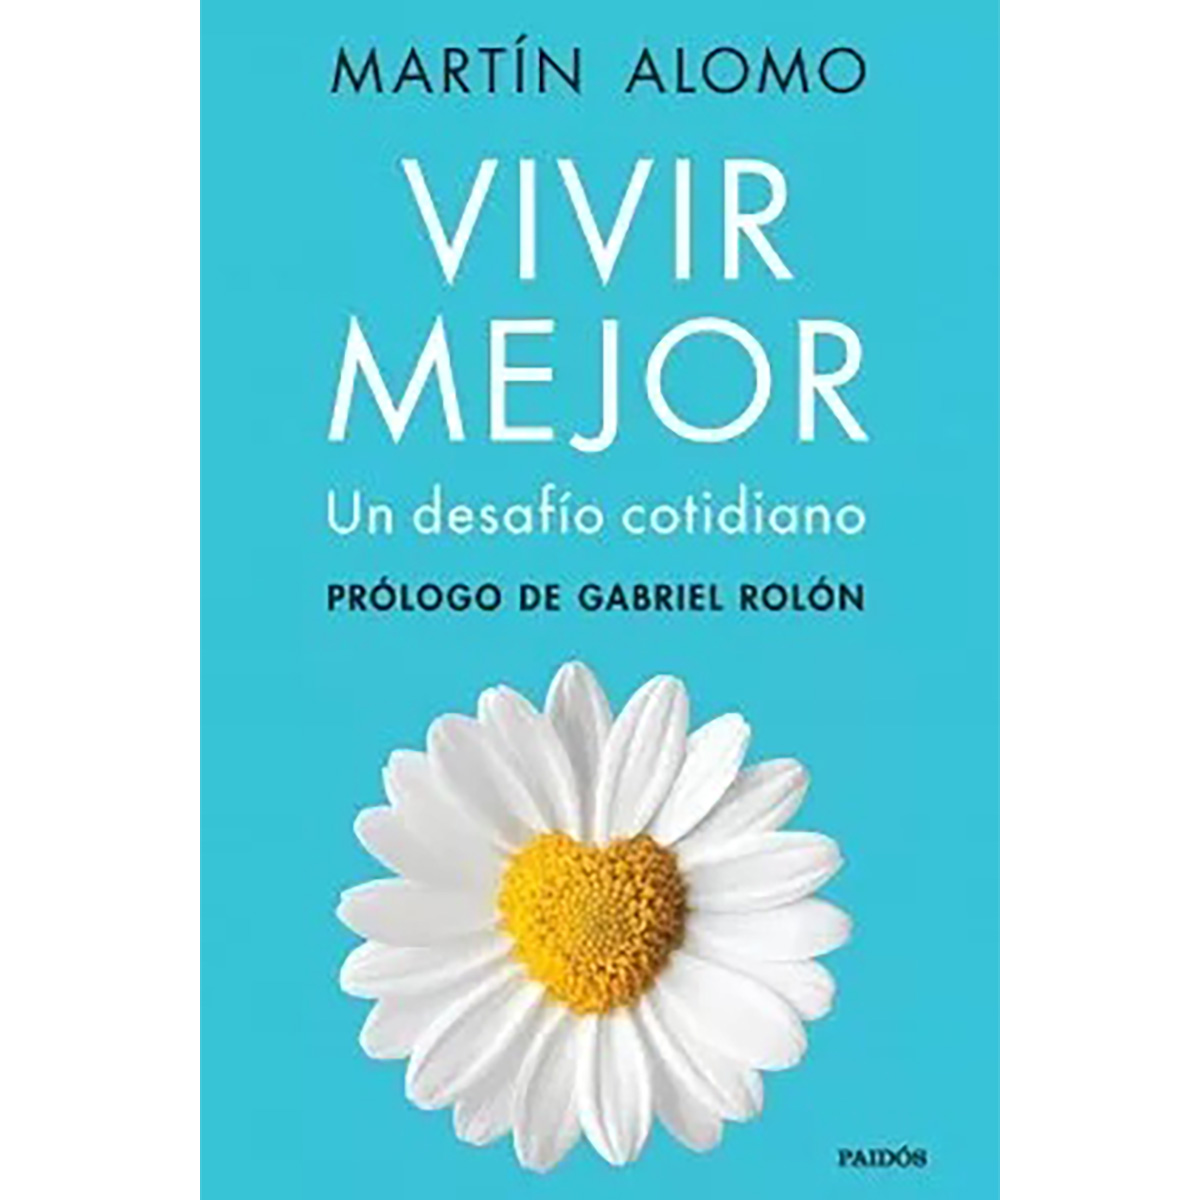 MARTÍN ALOMO
VIVIR
MEJOR
Un desafío cotidiano
PRÓLOGO DE GABRIEL ROLÓN
PAIDÓS